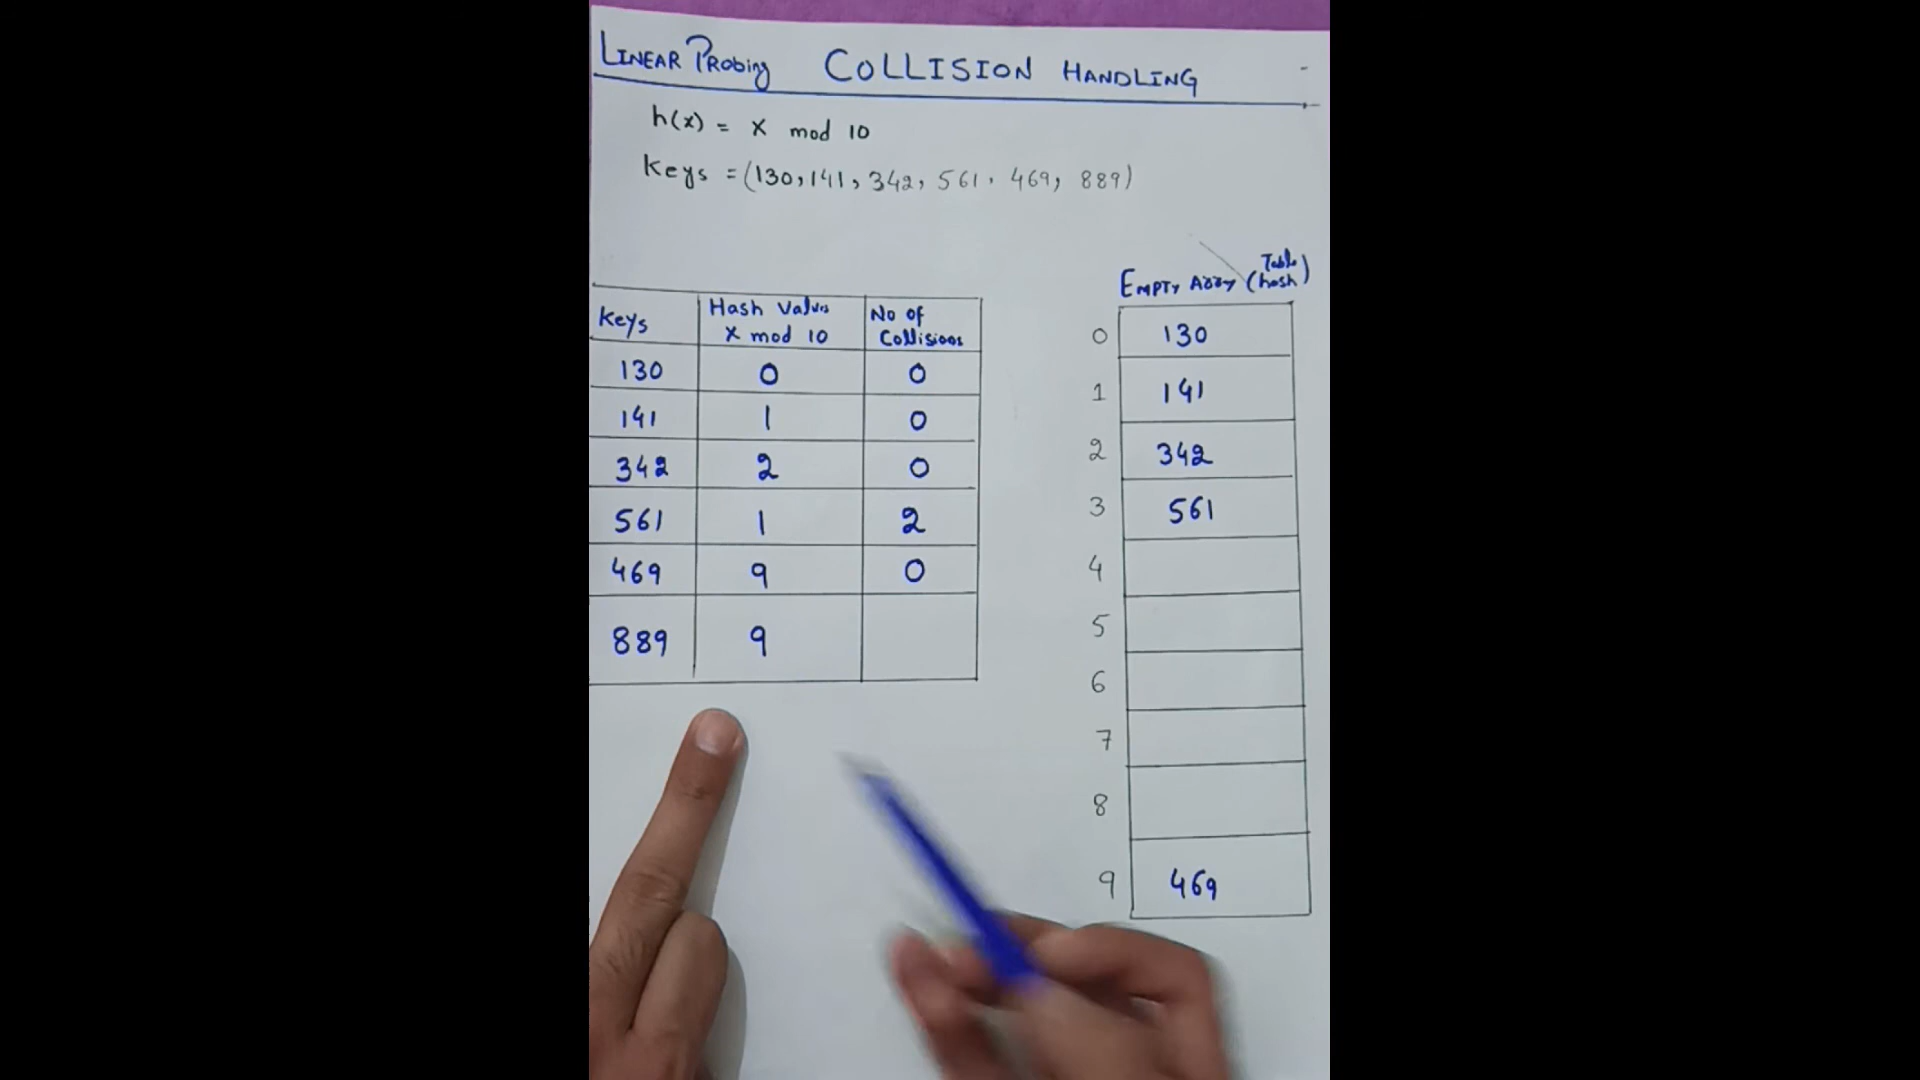 LINEAR PRobing COLLISION HANDLING
h(x) = X mod 10
Keys = (130, 141, 342, 561, 469, 889)
Keys Hash Values X mod 10 No of Collisions
130 0 0
141 1 0
342 2 0
561 1 2
469 9 0
889 9
EMPTY ARRY (Table hash)
0 130
1 141
2 342
3 561
4
5
6
7
8
9 469